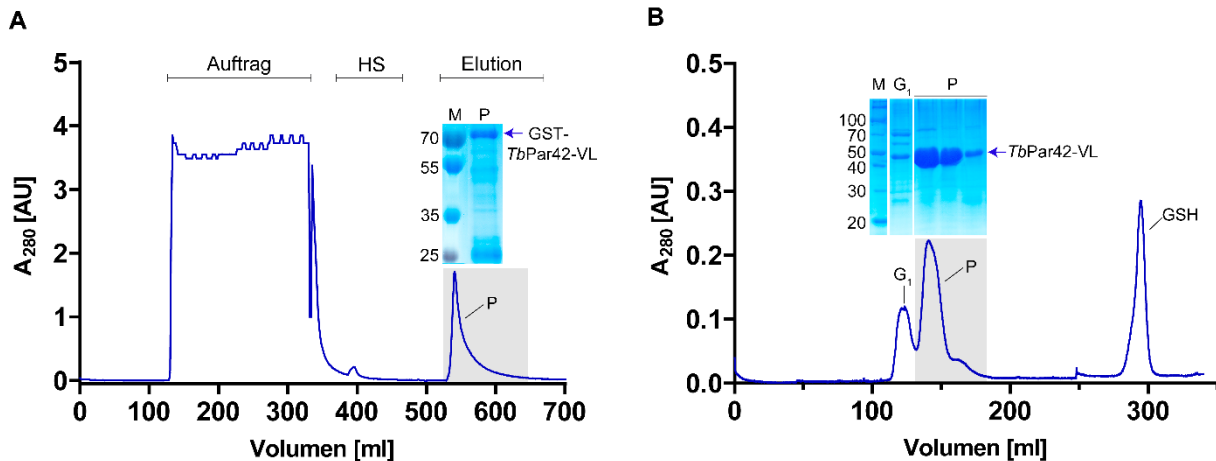 A
Auftrag
HS
Elution
5
4
3
2
1
0
A280 [AU]
M P
70
55
35
25
GST-
TbPar42-VL
P
0 100 200 300 400 500 600 700
Volumen [ml]
B
0.5
0.4
0.3
0.2
0.1
0.0
A280 [AU]
M G1 P
100
70
50
40
30
20
TbPar42-VL
G1
P
GSH
0 100 200 300
Volumen [ml]